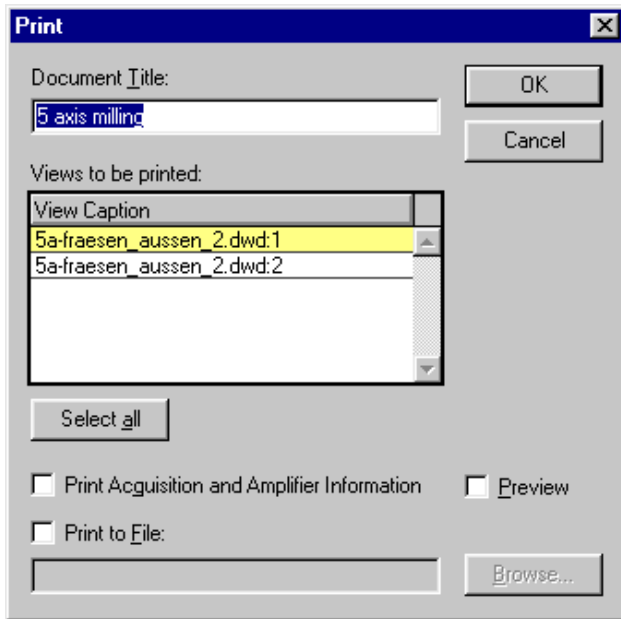 Print
Document Title:
OK
5 axis milling
Cancel
Views to be printed:
View Caption
5a-fraesen_aussen_2.dwd:1
5a-fraesen_aussen_2.dwd:2
Select all
Print Acquisition and Amplifier Information
Preview
Print to File:
Browse...